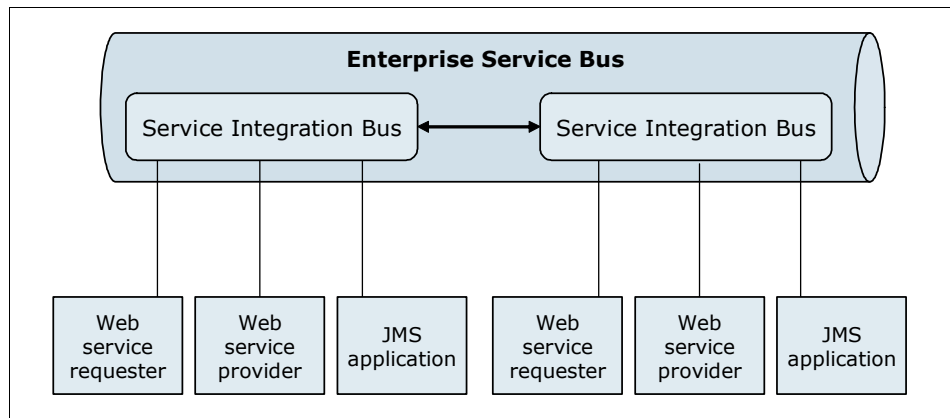 Enterprise Service Bus
Service Integration Bus
Service Integration Bus
Web
service
requester
Web
service
provider
JMS
application
Web
service
requester
Web
service
provider
JMS
application